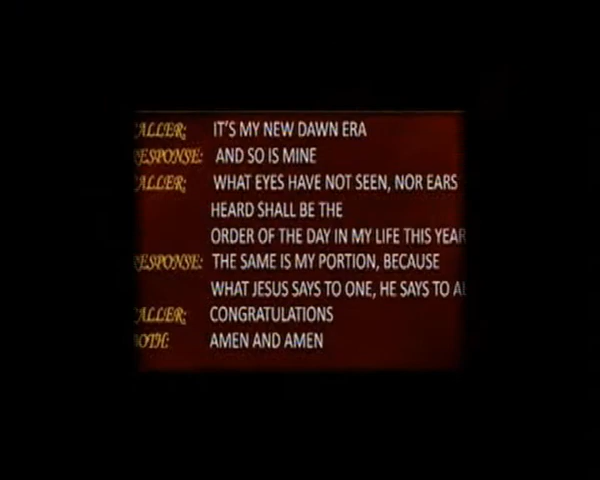 ALLER: IT'S MY NEW DAWN ERA
ESPONSE: AND SO IS MINE
ALLER: WHAT EYES HAVE NOT SEEN, NOR EARS
HEARD SHALL BE THE
ORDER OF THE DAY IN MY LIFE THIS YEAR
ESPONSE: THE SAME IS MY PORTION, BECAUSE
WHAT JESUS SAYS TO ONE, HE SAYS TO AL
ALLER: CONGRATULATIONS
OTH: AMEN AND AMEN